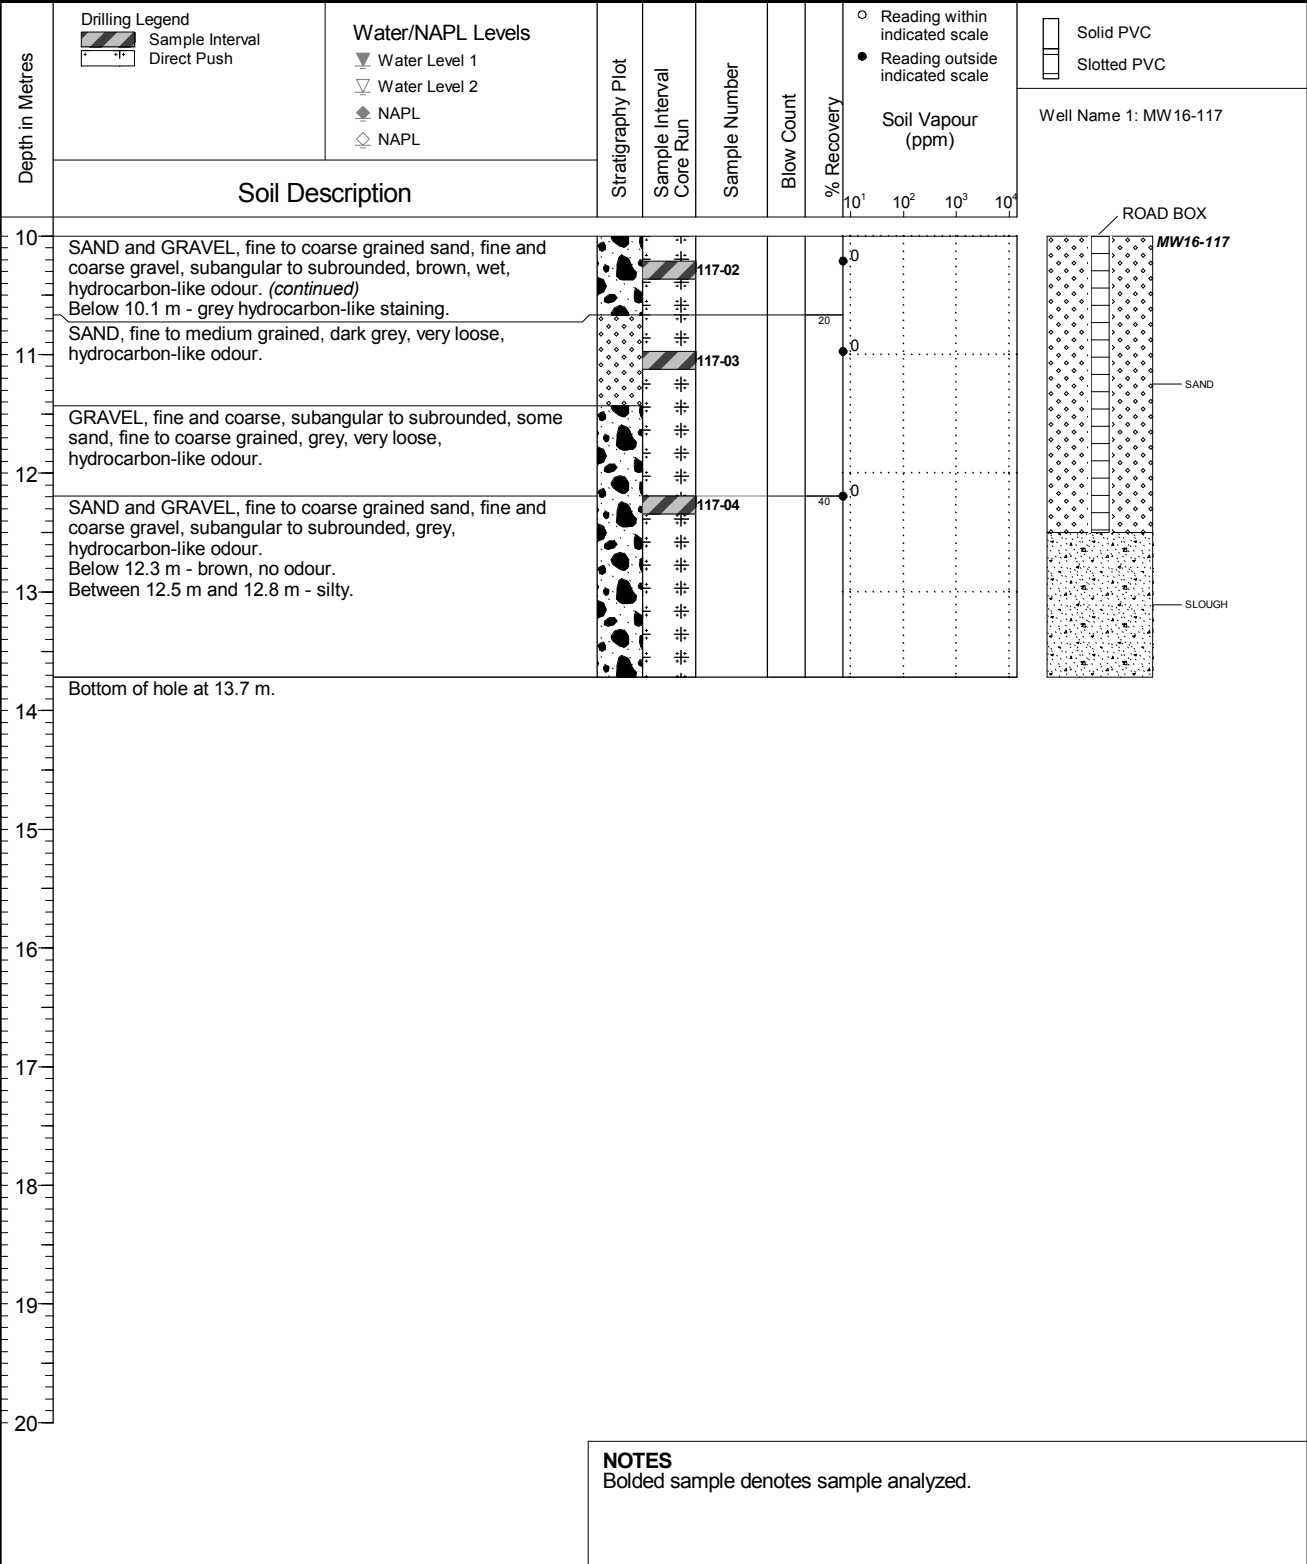 Depth in Metres
Drilling Legend
Sample Interval
Direct Push
Water/NAPL Levels
Water Level 1
Water Level 2
NAPL
NAPL
Soil Description
Stratigraphy Plot
Sample Interval
Core Run
Sample Number
Blow Count
% Recovery
Reading within
indicated scale
Reading outside
indicated scale
Soil Vapour
(ppm)
10¹ 10² 10³ 10⁴
Solid PVC
Slotted PVC
Well Name 1: MW16-117
ROAD BOX
MW16-117
10
SAND and GRAVEL, fine to coarse grained sand, fine and
coarse gravel, subangular to subrounded, brown, wet,
hydrocarbon-like odour. (continued)
Below 10.1 m - grey hydrocarbon-like staining.
117-02
0
20
SAND, fine to medium grained, dark grey, very loose,
hydrocarbon-like odour.
11
117-03
0
SAND
GRAVEL, fine and coarse, subangular to subrounded, some
sand, fine to coarse grained, grey, very loose,
hydrocarbon-like odour.
12
SAND and GRAVEL, fine to coarse grained sand, fine and
coarse gravel, subangular to subrounded, grey,
hydrocarbon-like odour.
Below 12.3 m - brown, no odour.
Between 12.5 m and 12.8 m - silty.
117-04
40
0
13
SLOUGH
Bottom of hole at 13.7 m.
14
15
16
17
18
19
20
NOTES
Bolded sample denotes sample analyzed.